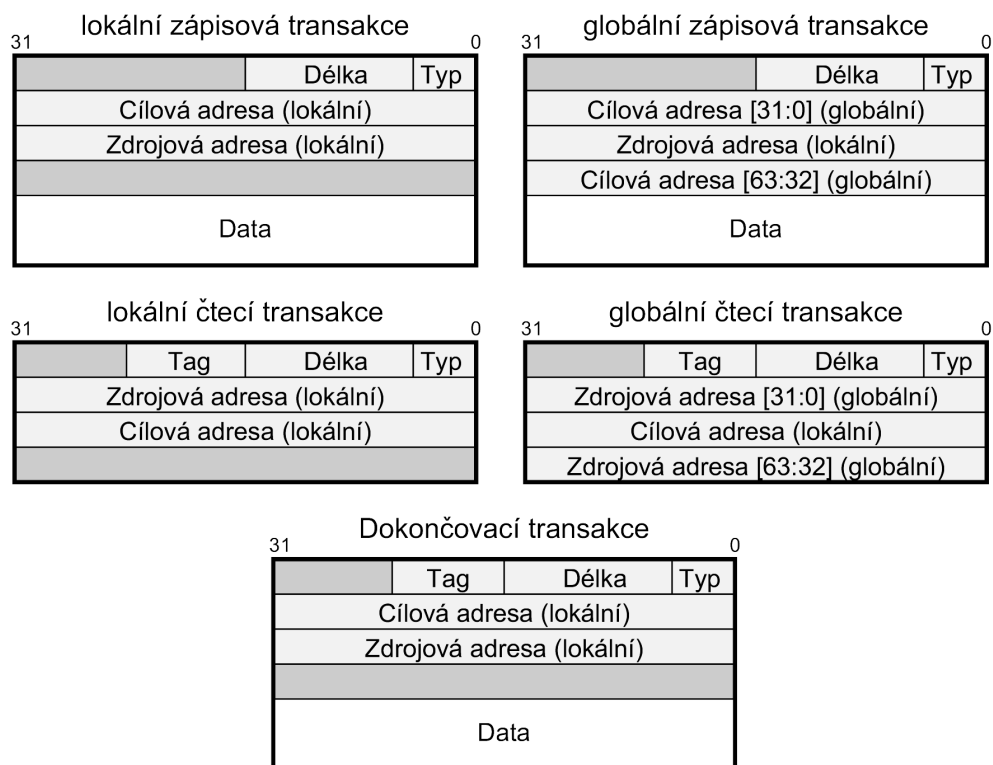 lokální zápisová transakce
31 0
Délka Typ
Cílová adresa (lokální)
Zdrojová adresa (lokální)
Data
globální zápisová transakce
31 0
Délka Typ
Cílová adresa [31:0] (globální)
Zdrojová adresa (lokální)
Cílová adresa [63:32] (globální)
Data
lokální čtecí transakce
31 0
Tag Délka Typ
Zdrojová adresa (lokální)
Cílová adresa (lokální)
globální čtecí transakce
31 0
Tag Délka Typ
Zdrojová adresa [31:0] (globální)
Cílová adresa (lokální)
Zdrojová adresa [63:32] (globální)
Dokončovací transakce
31 0
Tag Délka Typ
Cílová adresa (lokální)
Zdrojová adresa (lokální)
Data